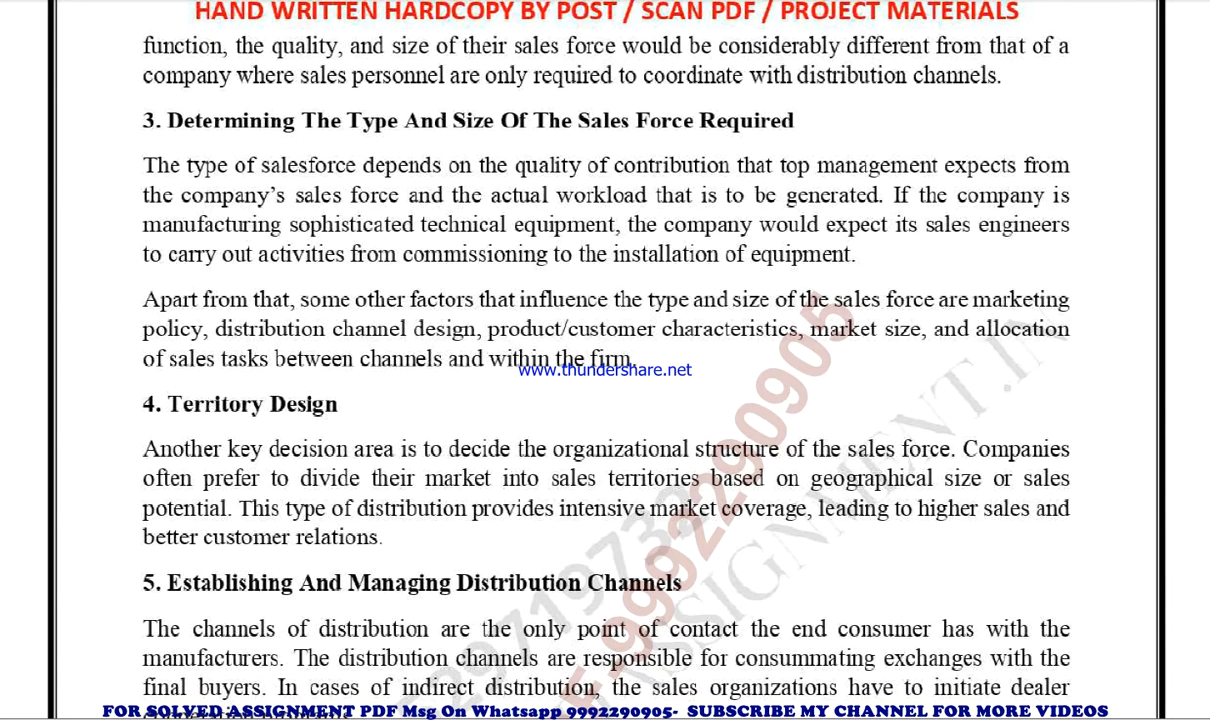 HAND WRITTEN HARDCOPY BY POST / SCAN PDF / PROJECT MATERIALS
function, the quality, and size of their sales force would be considerably different from that of a
company where sales personnel are only required to coordinate with distribution channels.
3. Determining The Type And Size Of The Sales Force Required
The type of salesforce depends on the quality of contribution that top management expects from
the company's sales force and the actual workload that is to be generated. If the company is
manufacturing sophisticated technical equipment, the company would expect its sales engineers
to carry out activities from commissioning to the installation of equipment.
Apart from that, some other factors that influence the type and size of the sales force are marketing
policy, distribution channel design, product/customer characteristics, market size, and allocation
of sales tasks between channels and within the firm.
www.thundershare.net
4. Territory Design
Another key decision area is to decide the organizational structure of the sales force. Companies
often prefer to divide their market into sales territories based on geographical size or sales
potential. This type of distribution provides intensive market coverage, leading to higher sales and
better customer relations.
5. Establishing And Managing Distribution Channels
The channels of distribution are the only point of contact the end consumer has with the
manufacturers. The distribution channels are responsible for consummating exchanges with the
final buyers. In cases of indirect distribution, the sales organizations have to initiate dealer
FOR SOLVED ASSIGNMENT PDF Msg On Whatsapp 9992290905- SUBSCRIBE MY CHANNEL FOR MORE VIDEOS